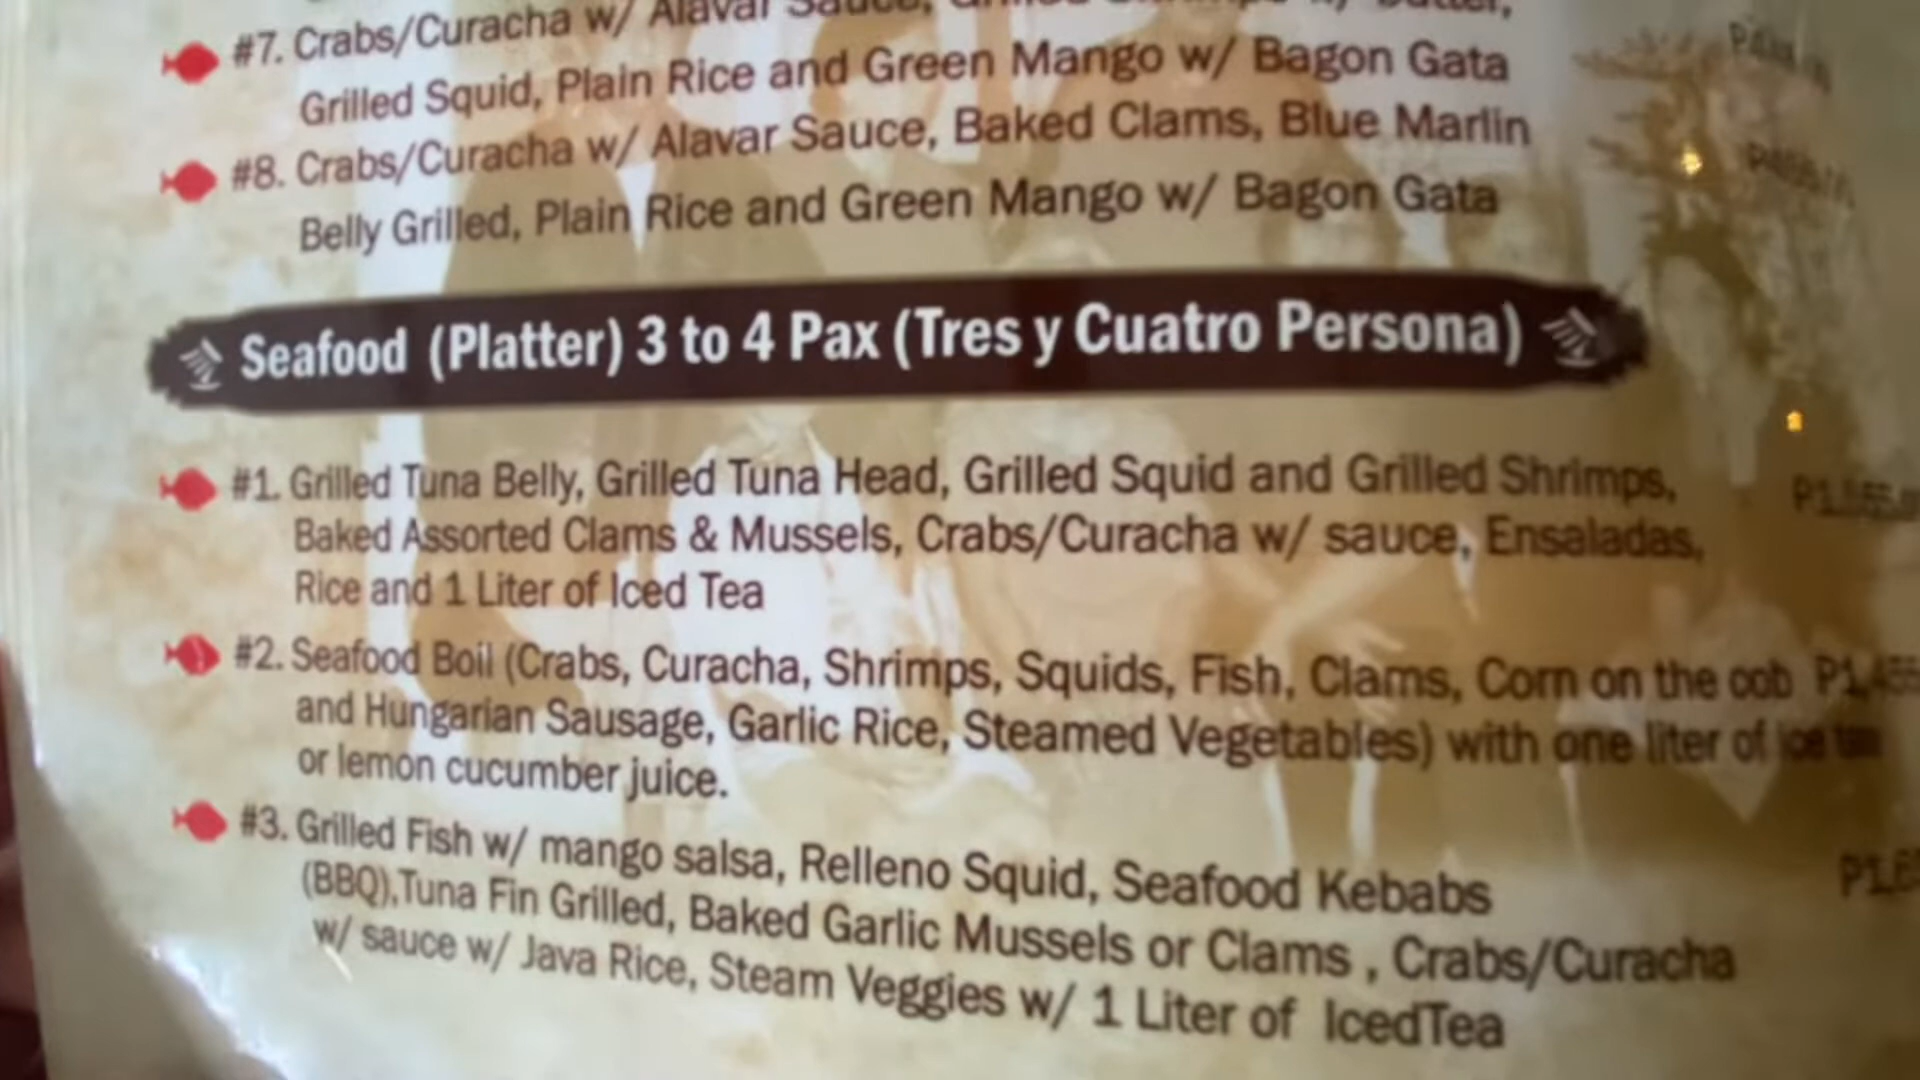 #7. Crabs/Curacha w/ Alavar Sauce,
Grilled Squid, Plain Rice and Green Mango w/ Bagon Gata
#8. Crabs/Curacha w/ Alavar Sauce, Baked Clams, Blue Marlin
Belly Grilled, Plain Rice and Green Mango w/ Bagon Gata
Seafood (Platter) 3 to 4 Pax (Tres y Cuatro Persona)
#1. Grilled Tuna Belly, Grilled Tuna Head, Grilled Squid and Grilled Shrimps,
Baked Assorted Clams & Mussels, Crabs/Curacha w/ sauce, Ensaladas,
Rice and 1 Liter of Iced Tea
#2. Seafood Boil (Crabs, Curacha, Shrimps, Squids, Fish, Clams, Corn on the cob
and Hungarian Sausage, Garlic Rice, Steamed Vegetables) with one liter of
or lemon cucumber juice.
#3. Grilled Fish w/ mango salsa, Relleno Squid, Seafood Kebabs
(BBQ),Tuna Fin Grilled, Baked Garlic Mussels or Clams , Crabs/Curacha
w/ sauce w/ Java Rice, Steam Veggies w/ 1 Liter of IcedTea